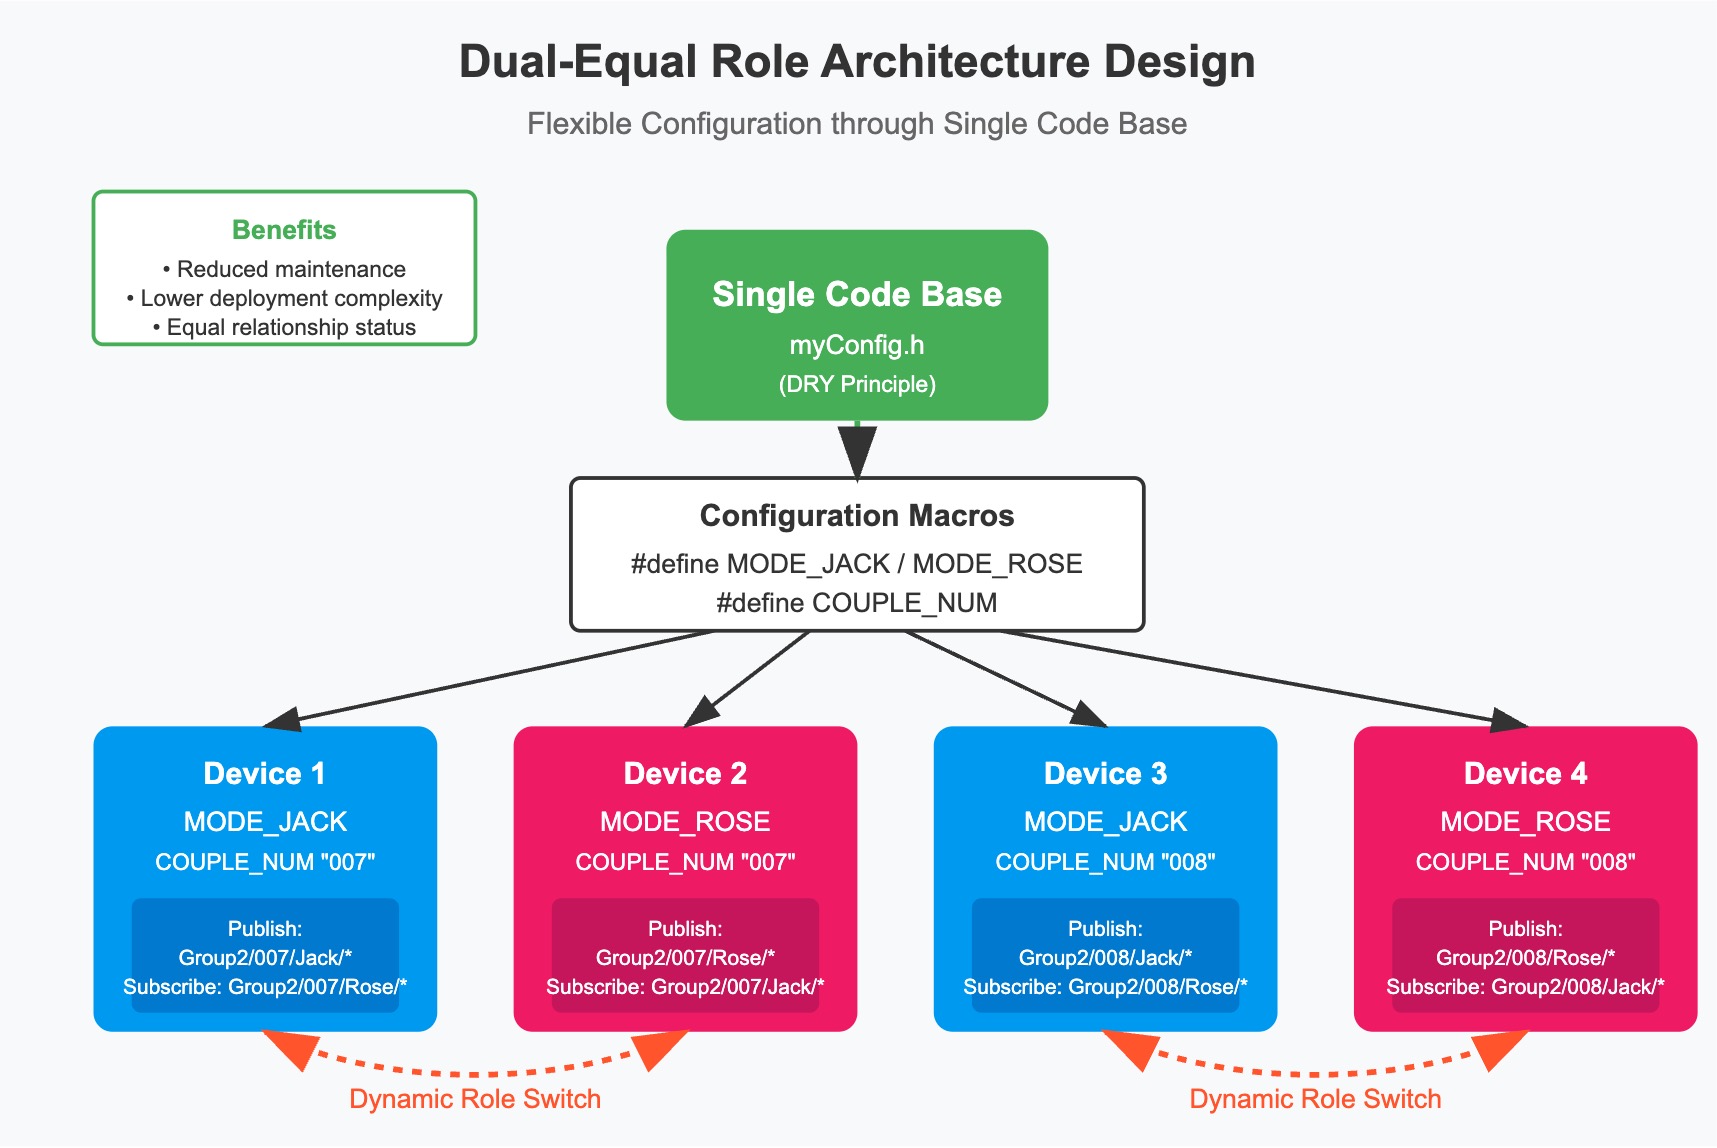 Dual-Equal Role Architecture Design
Flexible Configuration through Single Code Base
Benefits
• Reduced maintenance
• Lower deployment complexity
• Equal relationship status
Single Code Base
myConfig.h
(DRY Principle)
Configuration Macros
#define MODE_JACK / MODE_ROSE
#define COUPLE_NUM
Device 1
MODE_JACK
COUPLE_NUM "007"
Publish:
Group2/007/Jack/*
Subscribe: Group2/007/Rose/*
Device 2
MODE_ROSE
COUPLE_NUM "007"
Publish:
Group2/007/Rose/*
Subscribe: Group2/007/Jack/*
Device 3
MODE_JACK
COUPLE_NUM "008"
Publish:
Group2/008/Jack/*
Subscribe: Group2/008/Rose/*
Device 4
MODE_ROSE
COUPLE_NUM "008"
Publish:
Group2/008/Rose/*
Subscribe: Group2/008/Jack/*
Dynamic Role Switch
Dynamic Role Switch